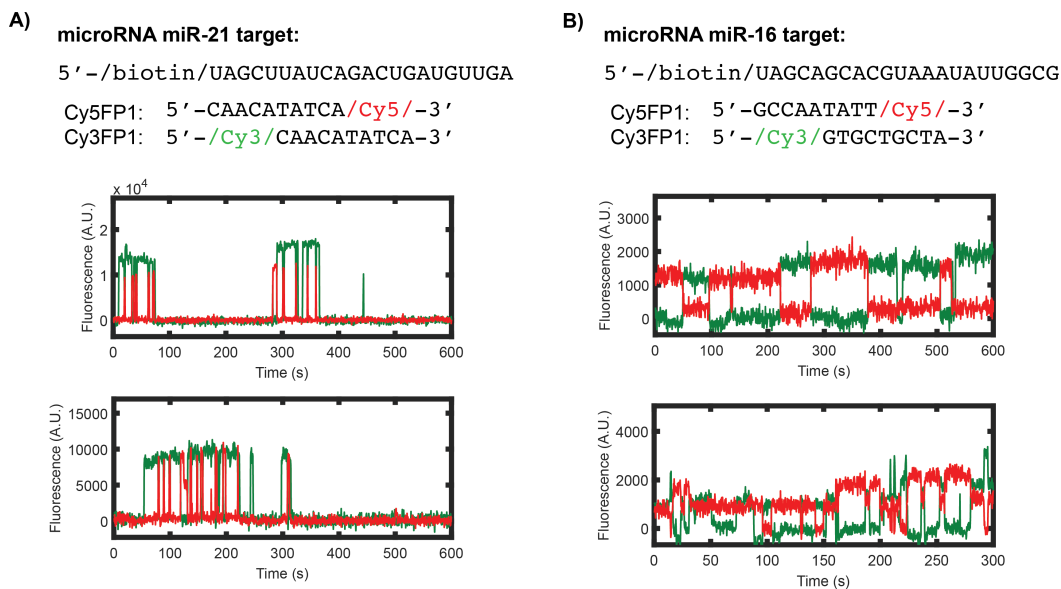 A)
microRNA miR-21 target:
5’-/biotin/UAGCUUAUCAGACUGAUGUUGA
Cy5FP1: 5’-CAACATATCA/Cy5/-3’
Cy3FP1: 5’-/Cy3/CAACATATCA-3’
x 10⁴
2
1
0
Fluorescence (A.U.)
0 100 200 300 400 500 600
Time (s)
15000
10000
5000
0
Fluorescence (A.U.)
0 100 200 300 400 500 600
Time (s)
B)
microRNA miR-16 target:
5’-/biotin/UAGCAGCACGUAAAUAUUGGCG
Cy5FP1: 5’-GCCAATATT/Cy5/-3’
Cy3FP1: 5’-/Cy3/GTGCTGCTA-3’
3000
2000
1000
0
Fluorescence (A.U.)
0 100 200 300 400 500 600
Time (s)
4000
2000
0
Fluorescence (A.U.)
0 50 100 150 200 250 300
Time (s)